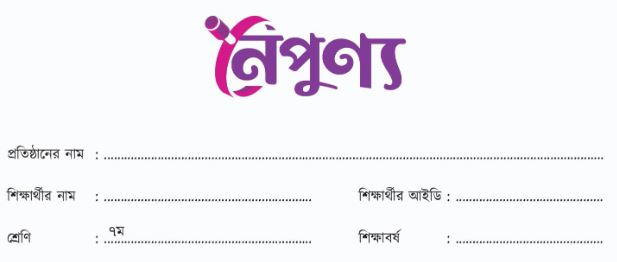 নৈপুণ্য
প্রতিষ্ঠানের নাম : ................................................................................
শিক্ষার্থীর নাম : ........................................ শিক্ষার্থীর আইডি : ........................................
শ্রেণি : ৭ম ........................................ শিক্ষাবর্ষ : ........................................